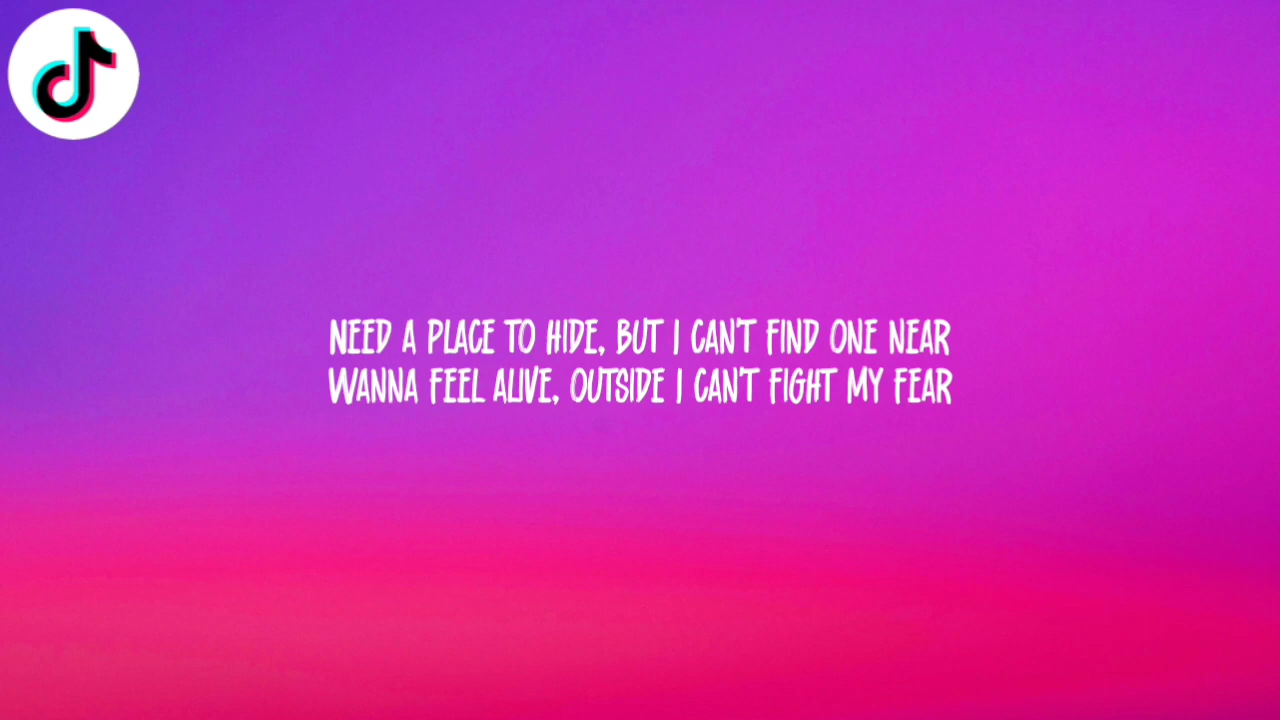 NEED A PLACE TO HIDE, BUT I CAN'T FIND ONE NEAR
WANNA FEEL ALIVE, OUTSIDE I CAN'T FIGHT MY FEAR